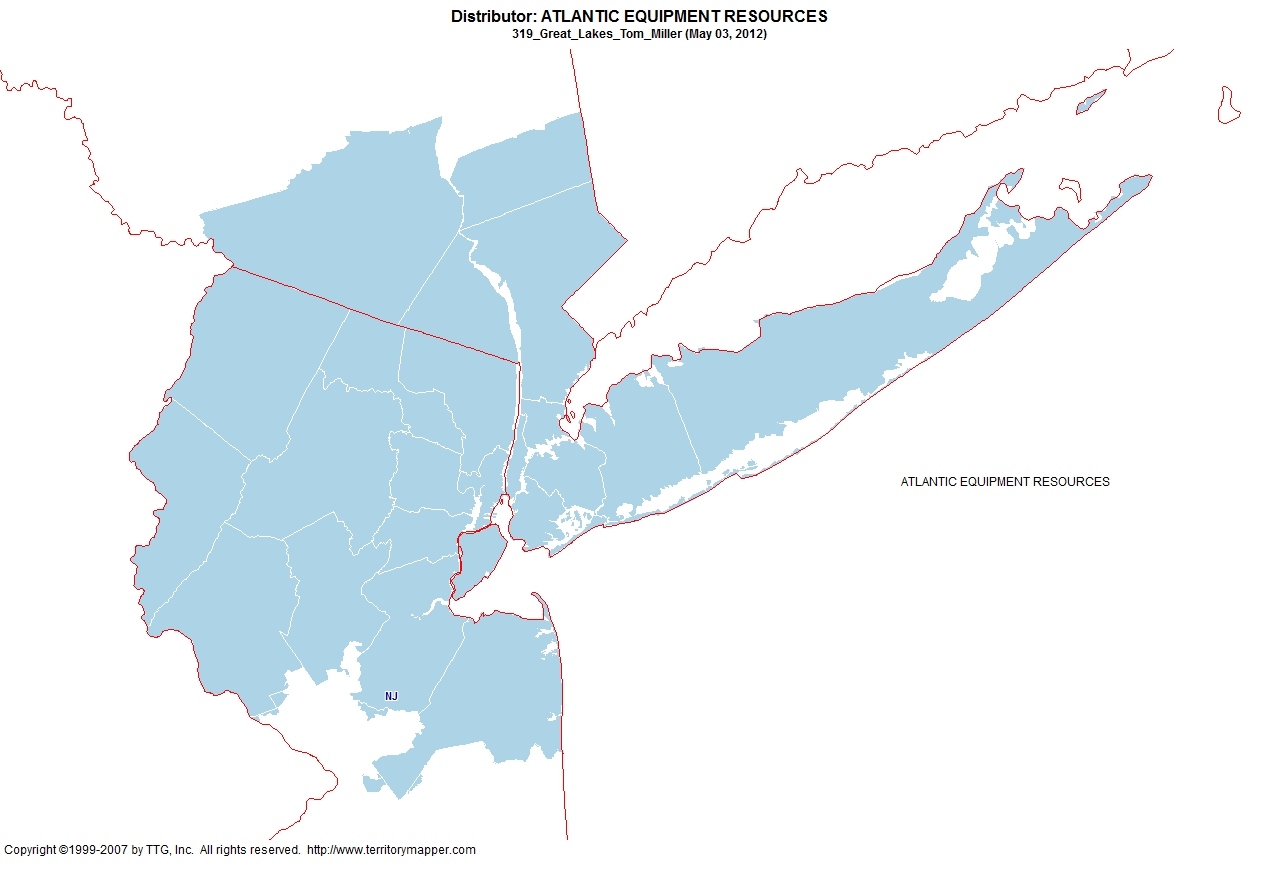 Distributor: ATLANTIC EQUIPMENT RESOURCES
319_Great_Lakes_Tom_Miller (May 03, 2012)
ATLANTIC EQUIPMENT RESOURCES
NJ
Copyright ©1999-2007 by TTG, Inc.  All rights reserved.  http://www.territorymapper.com